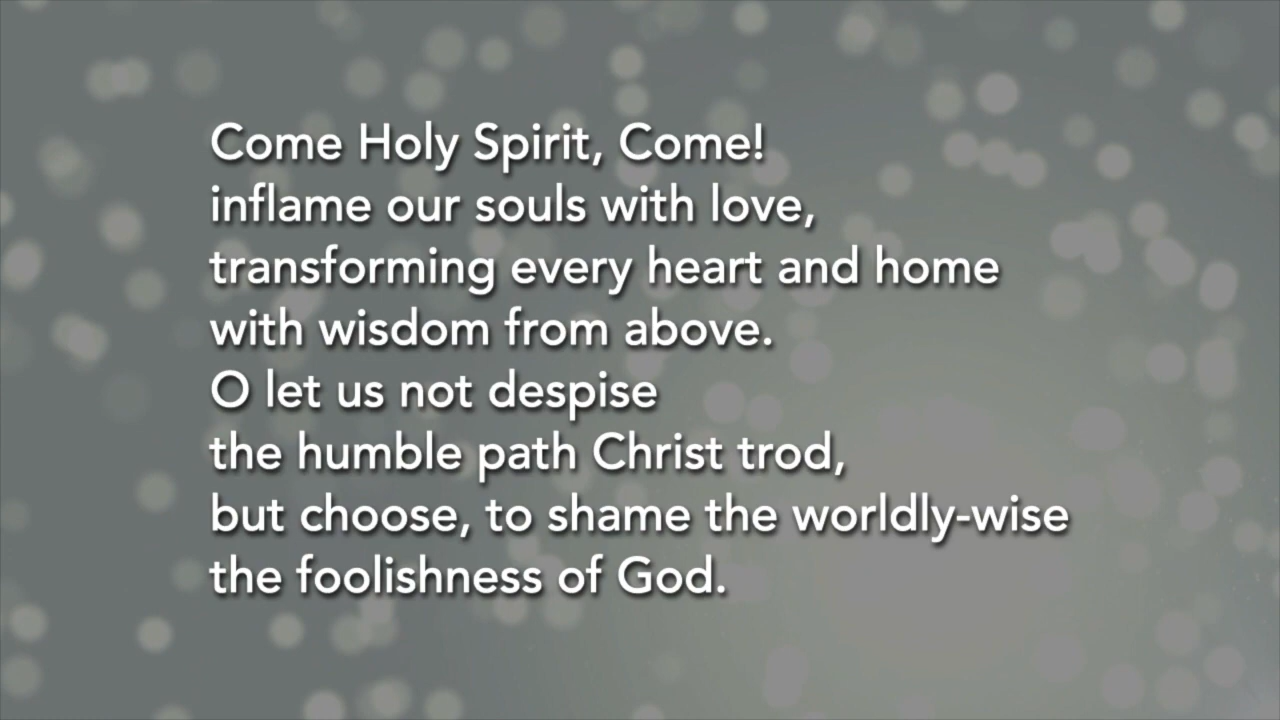 Come Holy Spirit, Come!
inflame our souls with love,
transforming every heart and home
with wisdom from above.
O let us not despise
the humble path Christ trod,
but choose, to shame the worldly-wise
the foolishness of God.